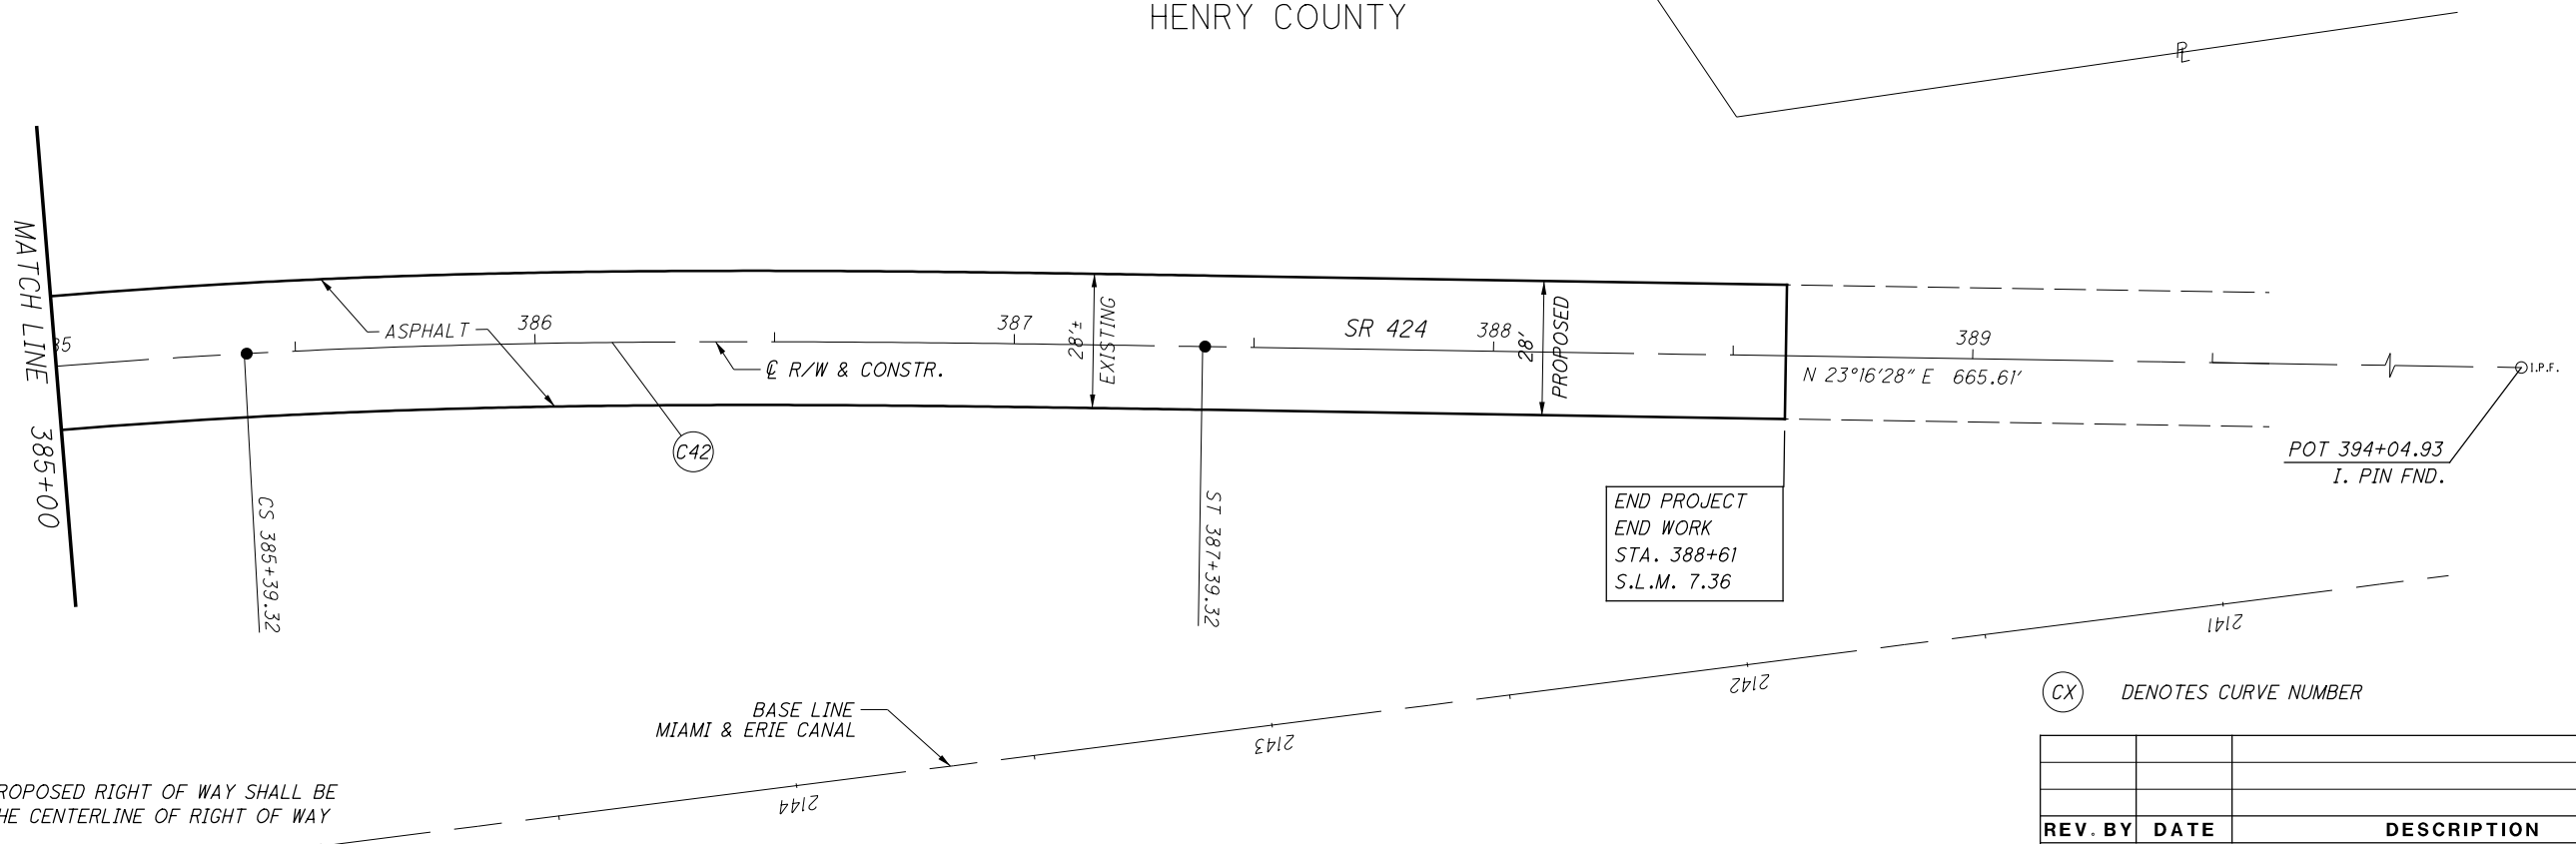 HENRY COUNTY
PL
MATCH LINE 385+00
85
ASPHALT
386
387
28'±
EXISTING
SR 424
388
28'
PROPOSED
389
CL R/W & CONSTR.
N 23°16'28" E 665.61'
I.P.F.
C42
POT 394+04.93
I. PIN FND.
CS 385+39.32
ST 387+39.32
END PROJECT
END WORK
STA. 388+61
S.L.M. 7.36
2141
2142
2143
2144
BASE LINE
MIAMI & ERIE CANAL
CX DENOTES CURVE NUMBER
ROPOSED RIGHT OF WAY SHALL BE
HE CENTERLINE OF RIGHT OF WAY
REV. BY DATE DESCRIPTION